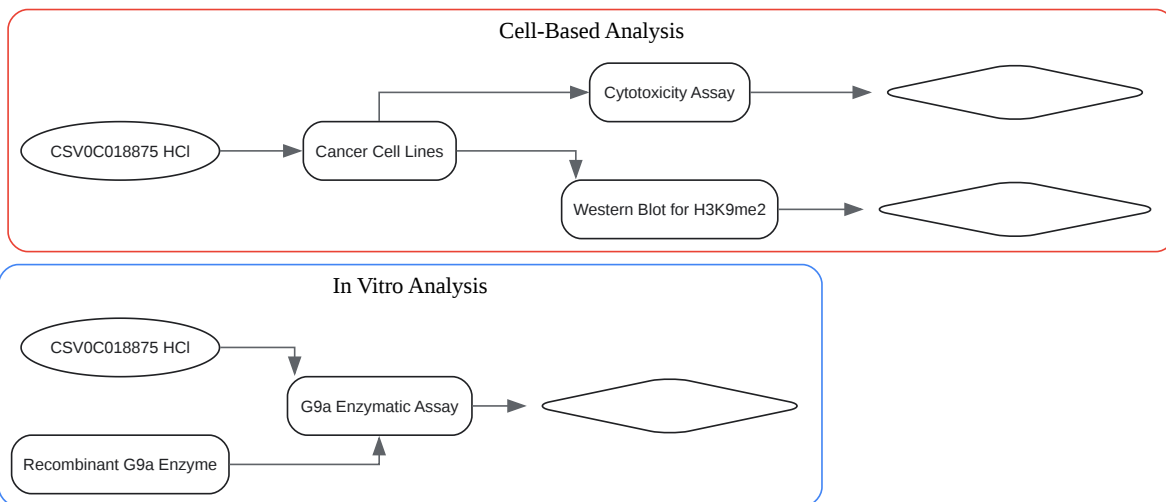 Cell-Based Analysis
Cytotoxicity Assay
CSV0C018875 HCl
Cancer Cell Lines
Western Blot for H3K9me2
In Vitro Analysis
CSV0C018875 HCl
G9a Enzymatic Assay
Recombinant G9a Enzyme